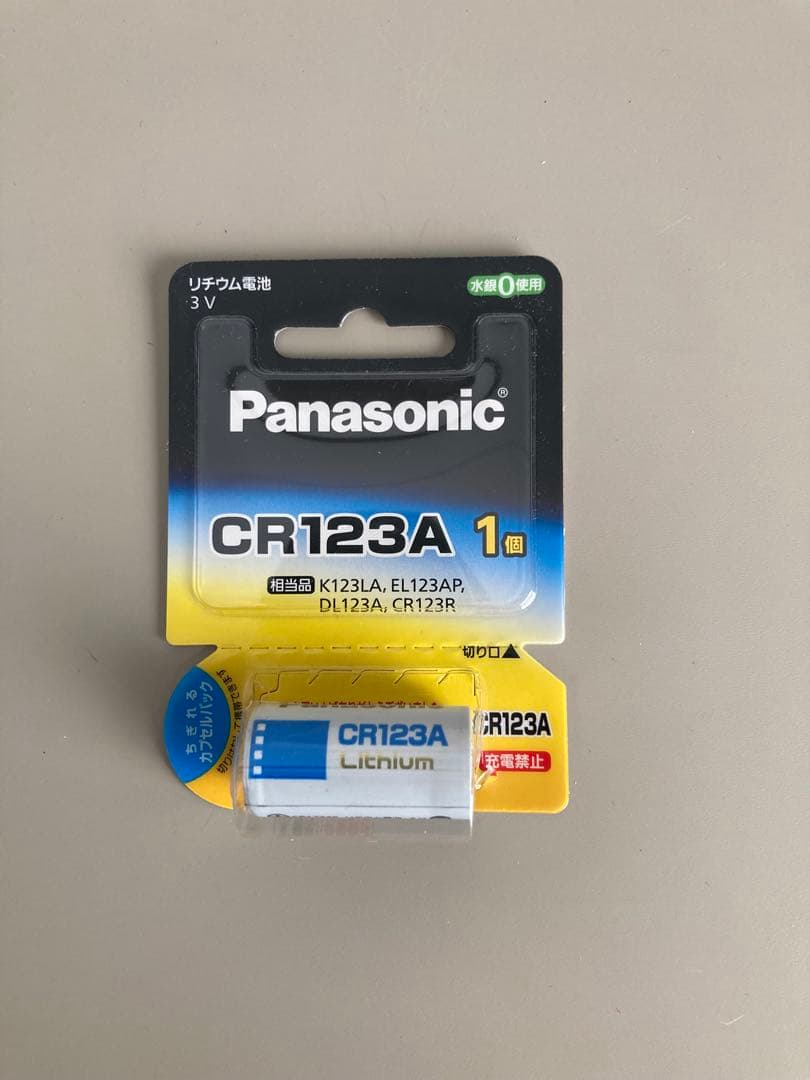 リチウム電池
3V
水銀0使用
Panasonic®
CR123A 1個
相当品 K123LA, EL123AP,
DL123A, CR123R
切り口▲
ちぎれる
カプセルパック
CR123A
充電禁止
CR123A
Lithium